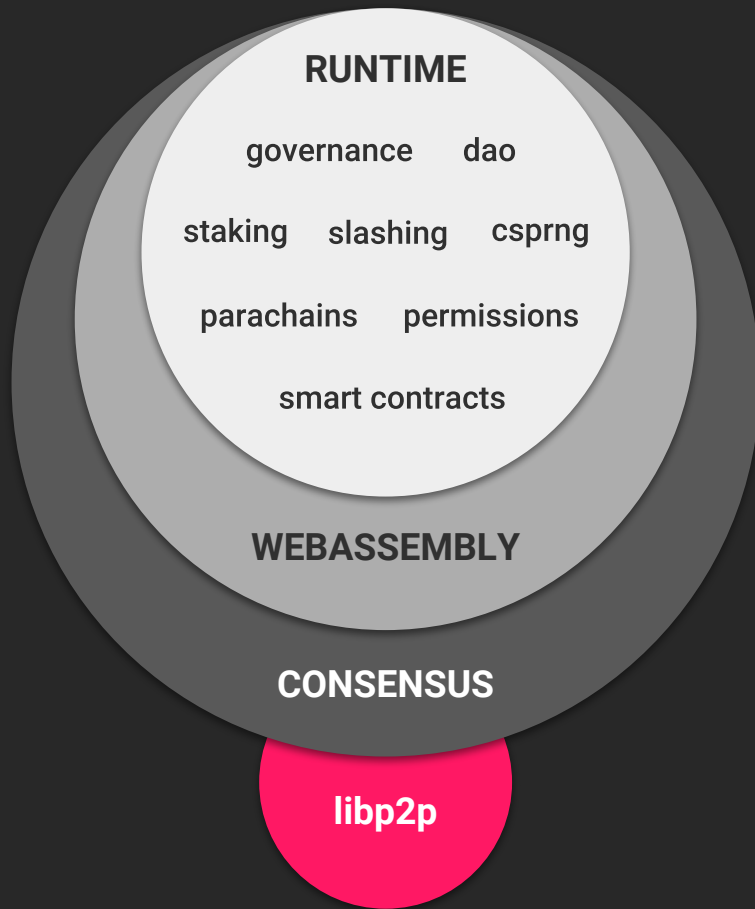 RUNTIME
governance dao
staking slashing csprng
parachains permissions
smart contracts
WEBASSEMBLY
CONSENSUS
libp2p